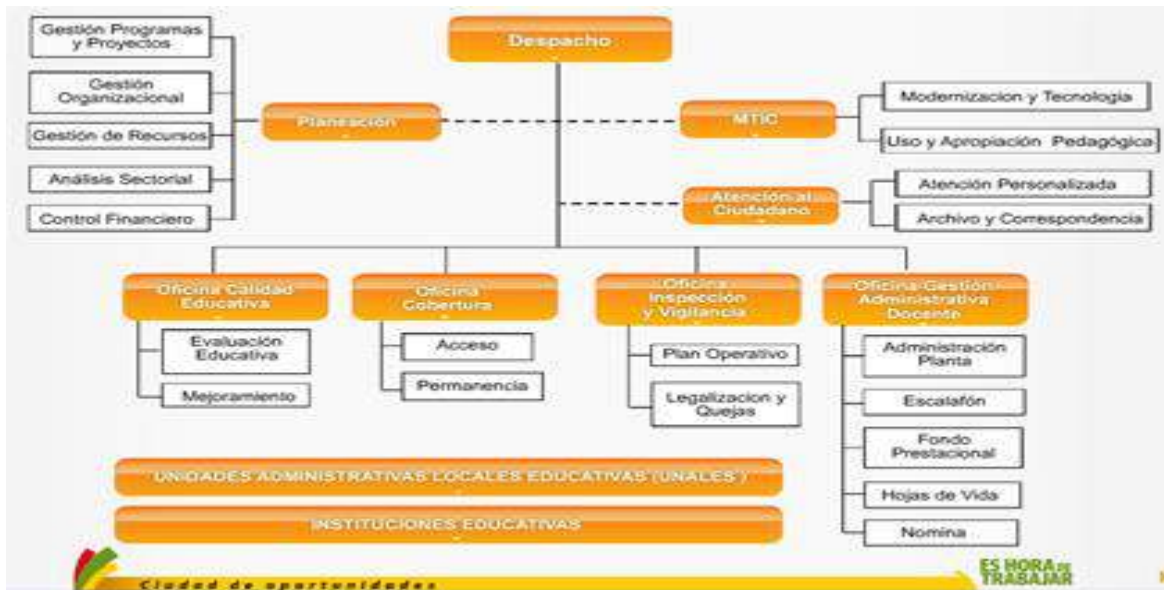 Despacho
Gestión Programas
y Proyectos
Gestión
Organizacional
Gestión de Recursos
Análisis Sectorial
Control Financiero
Planeación
MTIC
Modernizacion y Tecnologia
Uso y Apropiación Pedagógica
Atención al
Ciudadano
Atención Personalizada
Archivo y Correspondencia
Oficina Calidad
Educativa
Evaluación
Educativa
Mejoramiento
Oficina
Cobertura
Acceso
Permanencia
Oficina
Inspección
y Vigilancia
Plan Operativo
Legalizacion y
Quejas
Oficina Gestión
Administrativa
Docente
Administración
Planta
Escalafón
Fondo
Prestacional
Hojas de Vida
Nomina
UNIDADES ADMINISTRATIVAS LOCALES EDUCATIVAS (UNALES )
INSTITUCIONES EDUCATIVAS
Ciudad de oportunidades
ES HORA DE
TRABAJAR